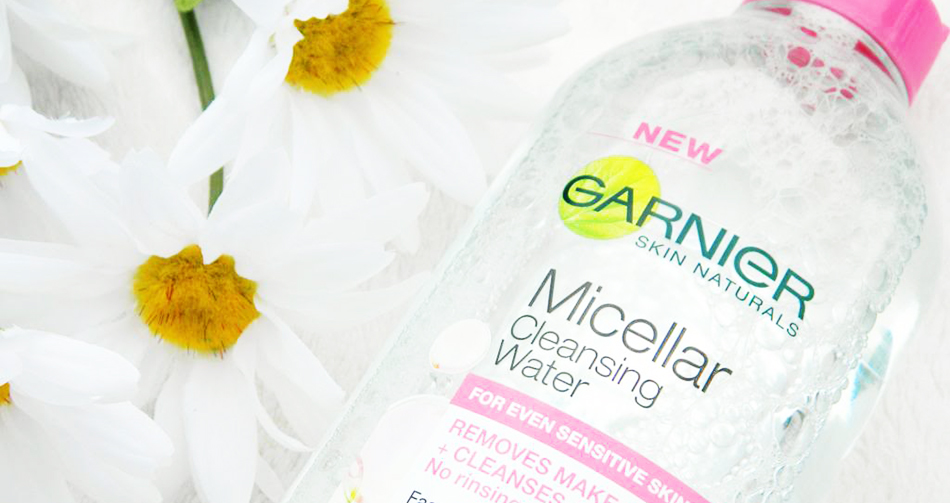 NEW
GARNIER
SKIN NATURALS
Micellar
Cleansing
Water
FOR EVEN SENSITIVE SKIN
REMOVES MAKE
+ CLEANSES
No rinsing